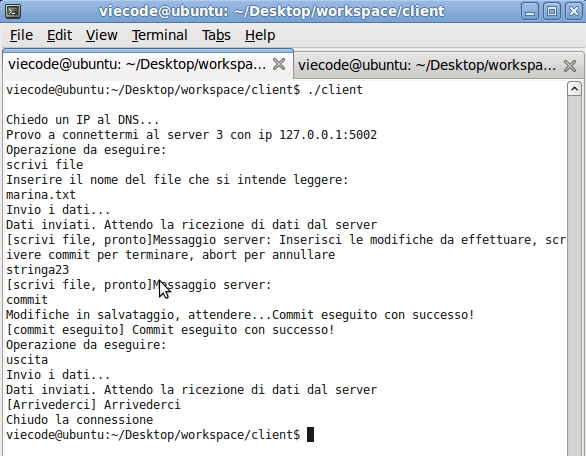 viecode@ubuntu: ~/Desktop/workspace/client
File Edit View Terminal Tabs Help
viecode@ubuntu: ~/Desktop/workspa... viecode@ubuntu: ~/Desktop/workspa...
viecode@ubuntu:~/Desktop/workspace/client$ ./client
Chiedo un IP al DNS...
Provo a connettermi al server 3 con ip 127.0.0.1:5002
Operazione da eseguire:
scrivi file
Inserire il nome del file che si intende leggere:
marina.txt
Invio i dati...
Dati inviati. Attendo la ricezione di dati dal server
[scrivi file, pronto]Messaggio server: Inserisci le modifiche da effettuare, scr
ivere commit per terminare, abort per annullare
stringa23
[scrivi file, pronto]Messaggio server:
commit
Modifiche in salvataggio, attendere...Commit eseguito con successo!
[commit eseguito] Commit eseguito con successo!
Operazione da eseguire:
uscita
Invio i dati...
Dati inviati. Attendo la ricezione di dati dal server
[Arrivederci] Arrivederci
Chiudo la connessione
viecode@ubuntu:~/Desktop/workspace/client$